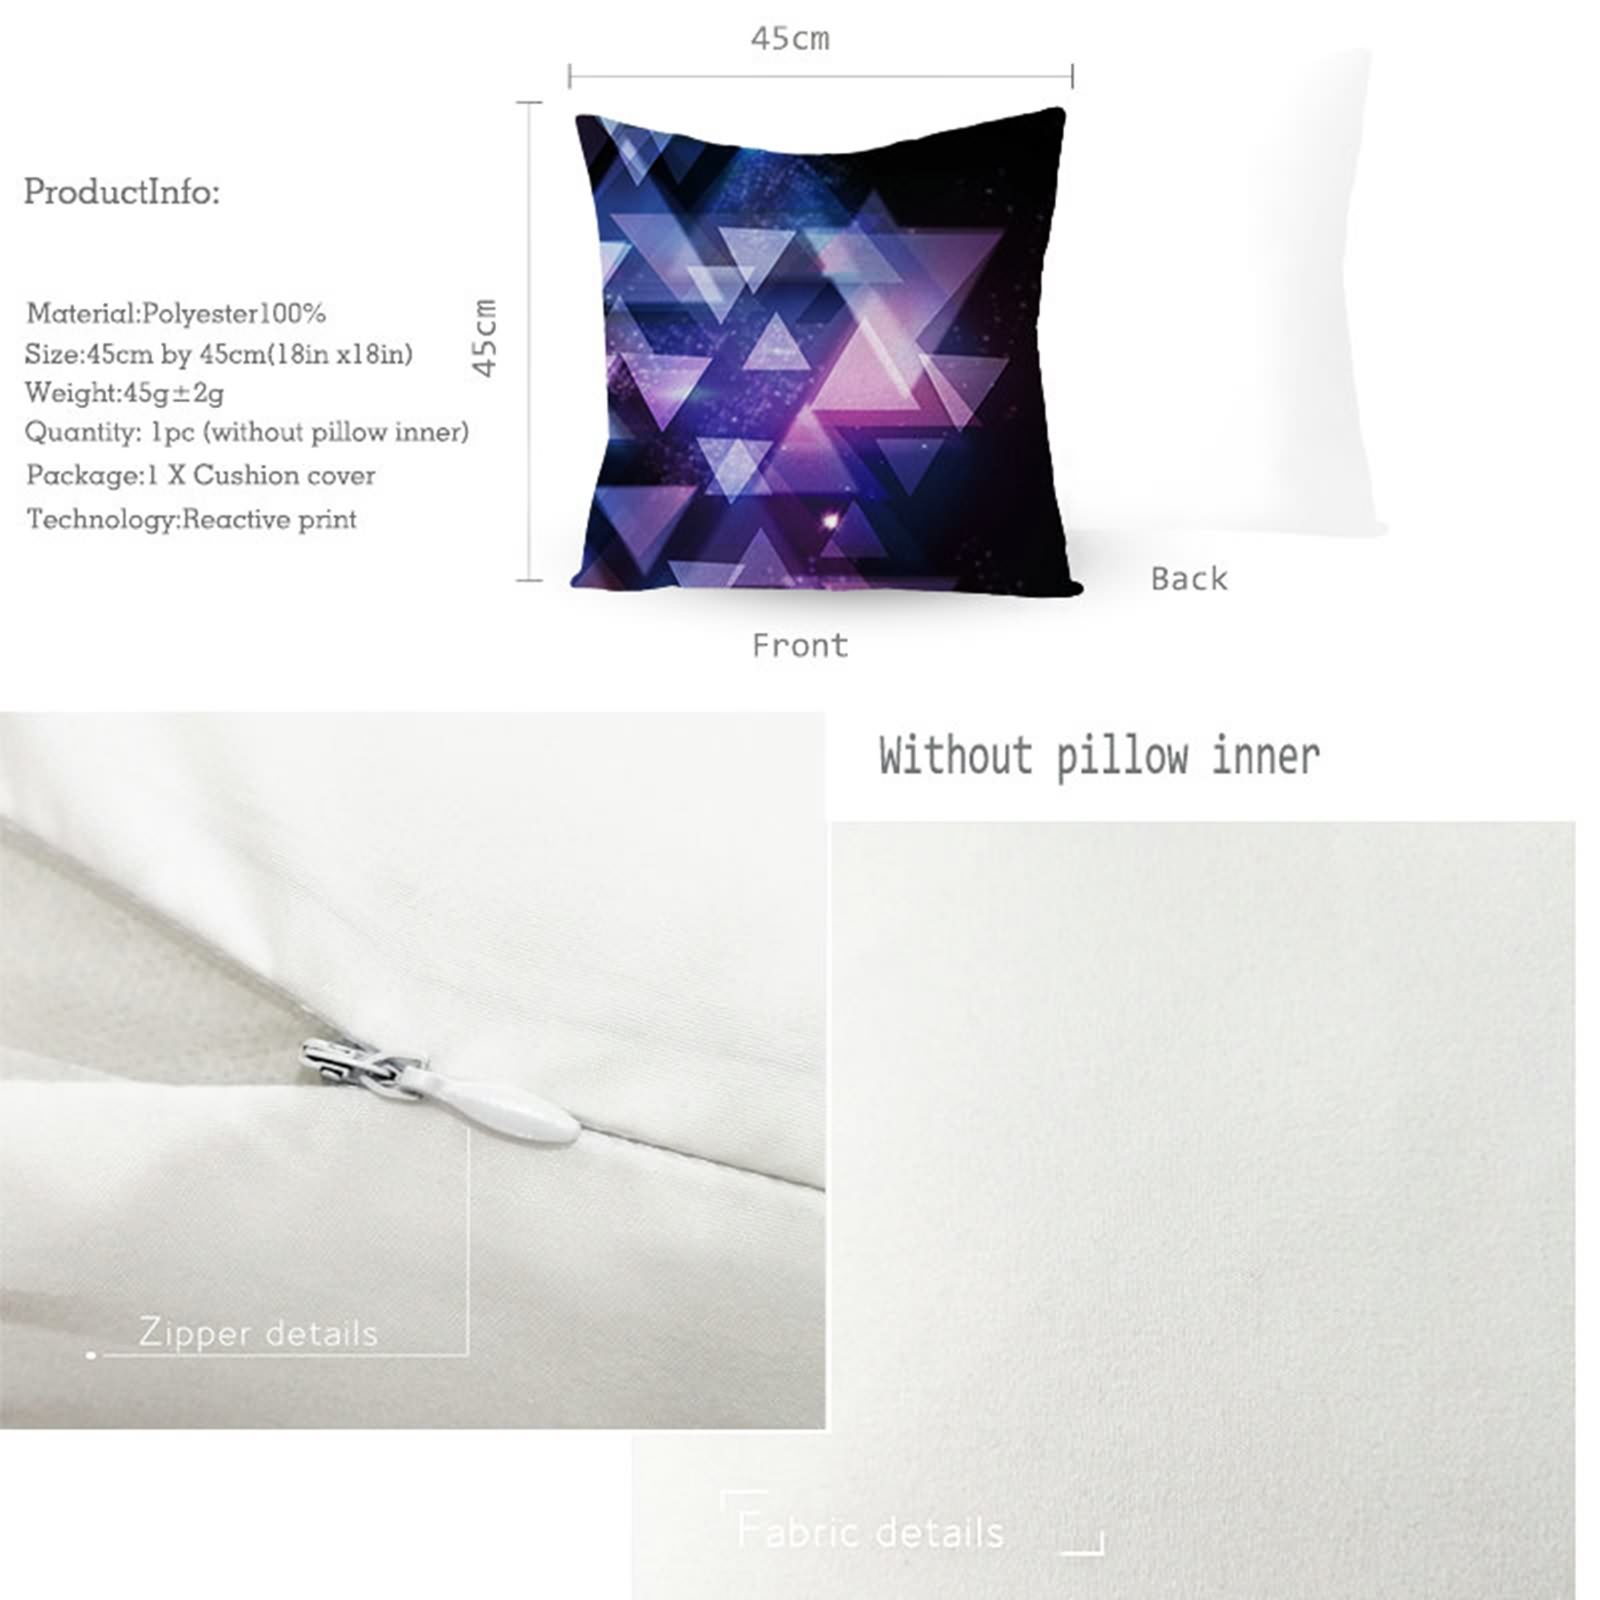 45cm
45cm
ProductInfo:
Material:Polyester100%
Size:45cm by 45cm(18in x18in)
Weight:45g±2g
Quantity: 1pc (without pillow inner)
Package:1 X Cushion cover
Technology:Reactive print
Back
Front
Without pillow inner
Zipper details
Fabric details